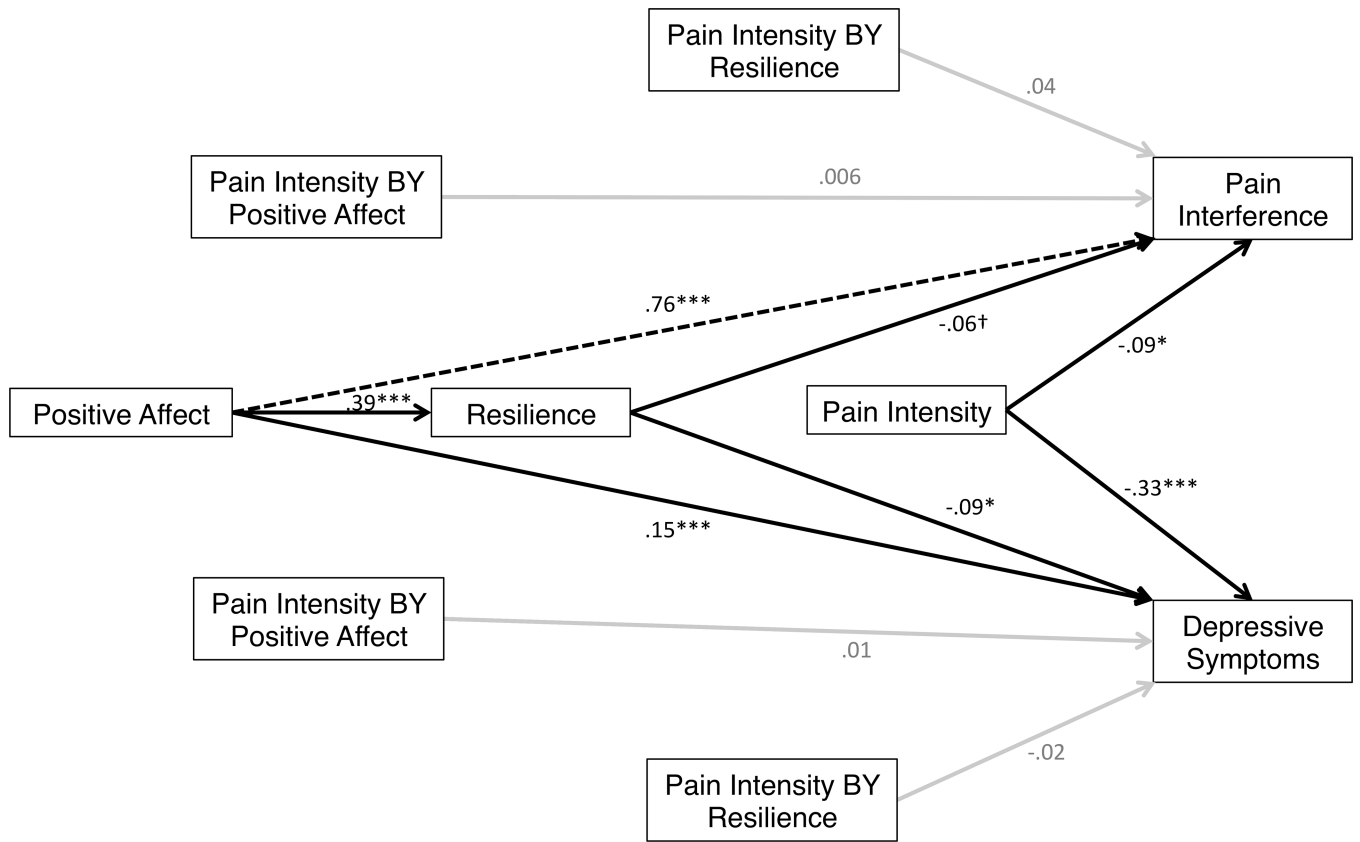 Pain Intensity BY
Resilience
.04
Pain Intensity BY
Positive Affect
.006
Pain
Interference
.76***
-.06†
-.09*
Positive Affect
.39***
Resilience
Pain Intensity
-.33***
-.09*
.15***
Pain Intensity BY
Positive Affect
.01
Depressive
Symptoms
-.02
Pain Intensity BY
Resilience